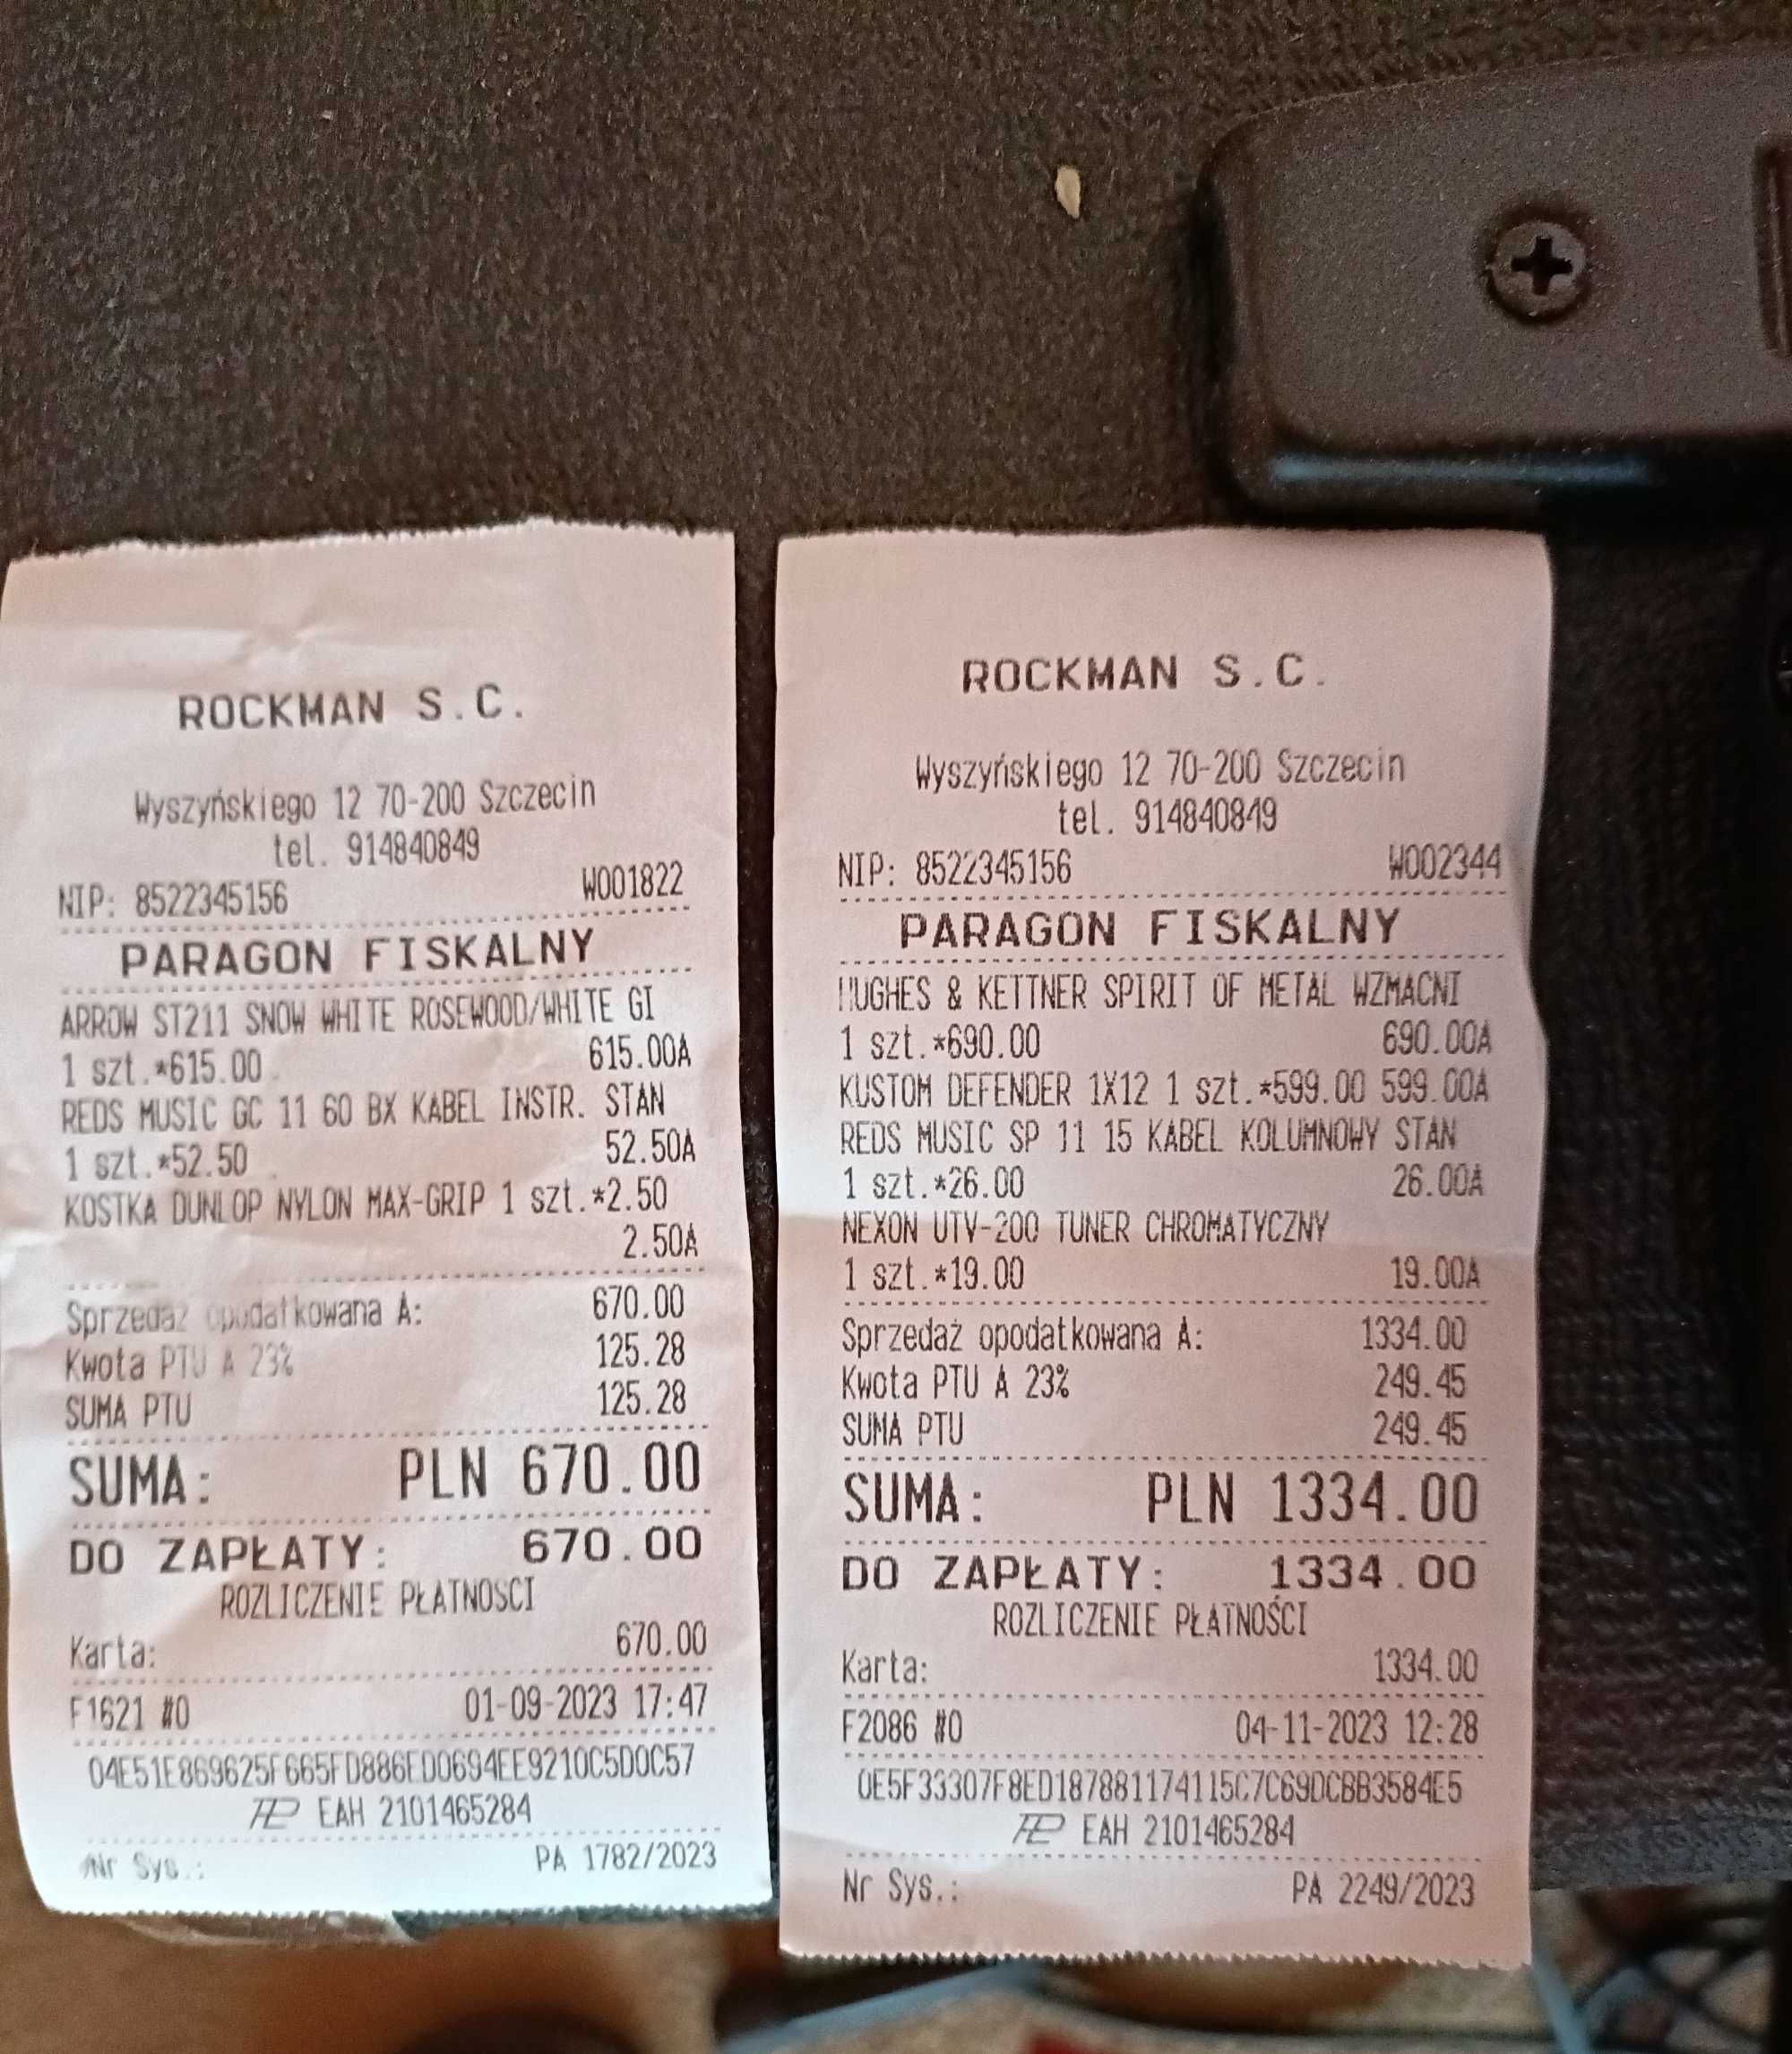 ROCKMAN S.C.
Wyszyńskiego 12 70-200 Szczecin
tel. 914840849
NIP: 8522345156 W001822
PARAGON FISKALNY
ARROW ST211 SNOW WHITE ROSEWOOD/WHITE GI
1 szt.*615.00 615.00A
REDS MUSIC GC 11 60 BX KABEL INSTR. STAN
1 szt.*52.50 52.50A
KOSTKA DUNLOP NYLON MAX-GRIP 1 szt.*2.50
2.50A
Sprzedaż opodatkowana A: 670.00
Kwota PTU A 23% 125.28
SUMA PTU 125.28
SUMA: PLN 670.00
DO ZAPŁATY: 670.00
ROZLICZENIE PŁATNOŚCI
Karta: 670.00
F1621 #0 01-09-2023 17:47
04E51E869625F665FD886ED0694EE9210C5D0C57
EAH 2101465284
Nr Sys.: PA 1782/2023
ROCKMAN S.C.
Wyszyńskiego 12 70-200 Szczecin
tel. 914840849
NIP: 8522345156 W002344
PARAGON FISKALNY
HUGHES & KETTNER SPIRIT OF METAL WZMACNI
1 szt.*690.00 690.00A
KUSTOM DEFENDER 1X12 1 szt.*599.00 599.00A
REDS MUSIC SP 11 15 KABEL KOLUMNOWY STAN
1 szt.*26.00 26.00A
NEXON UTV-200 TUNER CHROMATYCZNY
1 szt.*19.00 19.00A
Sprzedaż opodatkowana A: 1334.00
Kwota PTU A 23% 249.45
SUMA PTU 249.45
SUMA: PLN 1334.00
DO ZAPŁATY: 1334.00
ROZLICZENIE PŁATNOŚCI
Karta: 1334.00
F2086 #0 04-11-2023 12:28
0E5F33307F8ED187881174115C7C69DCBB3584E5
EAH 2101465284
Nr Sys.: PA 2249/2023